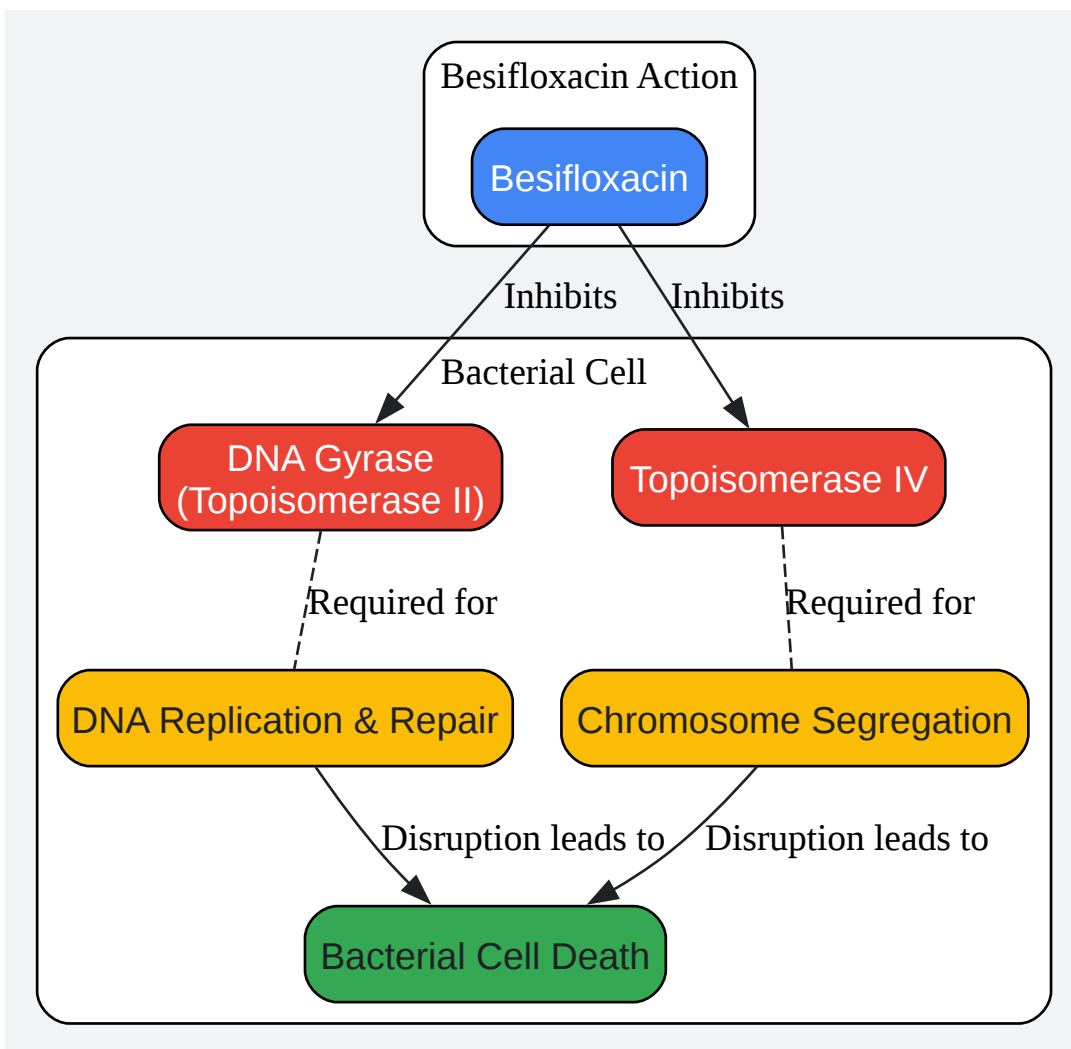 Besifloxacin Action
Besifloxacin
Inhibits
Inhibits
Bacterial Cell
DNA Gyrase
(Topoisomerase II)
Topoisomerase IV
Required for
Required for
DNA Replication & Repair
Chromosome Segregation
Disruption leads to
Disruption leads to
Bacterial Cell Death